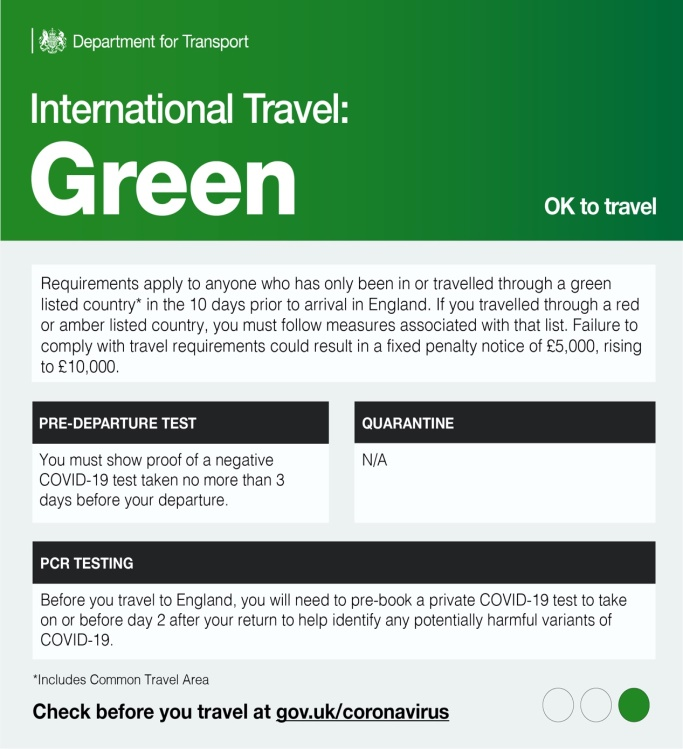 Department for Transport
International Travel:
Green
OK to travel
Requirements apply to anyone who has only been in or travelled through a green
listed country* in the 10 days prior to arrival in England. If you travelled through a red
or amber listed country, you must follow measures associated with that list. Failure to
comply with travel requirements could result in a fixed penalty notice of £5,000, rising
to £10,000.
PRE-DEPARTURE TEST
You must show proof of a negative
COVID-19 test taken no more than 3
days before your departure.
QUARANTINE
N/A
PCR TESTING
Before you travel to England, you will need to pre-book a private COVID-19 test to take
on or before day 2 after your return to help identify any potentially harmful variants of
COVID-19.
*Includes Common Travel Area
Check before you travel at gov.uk/coronavirus